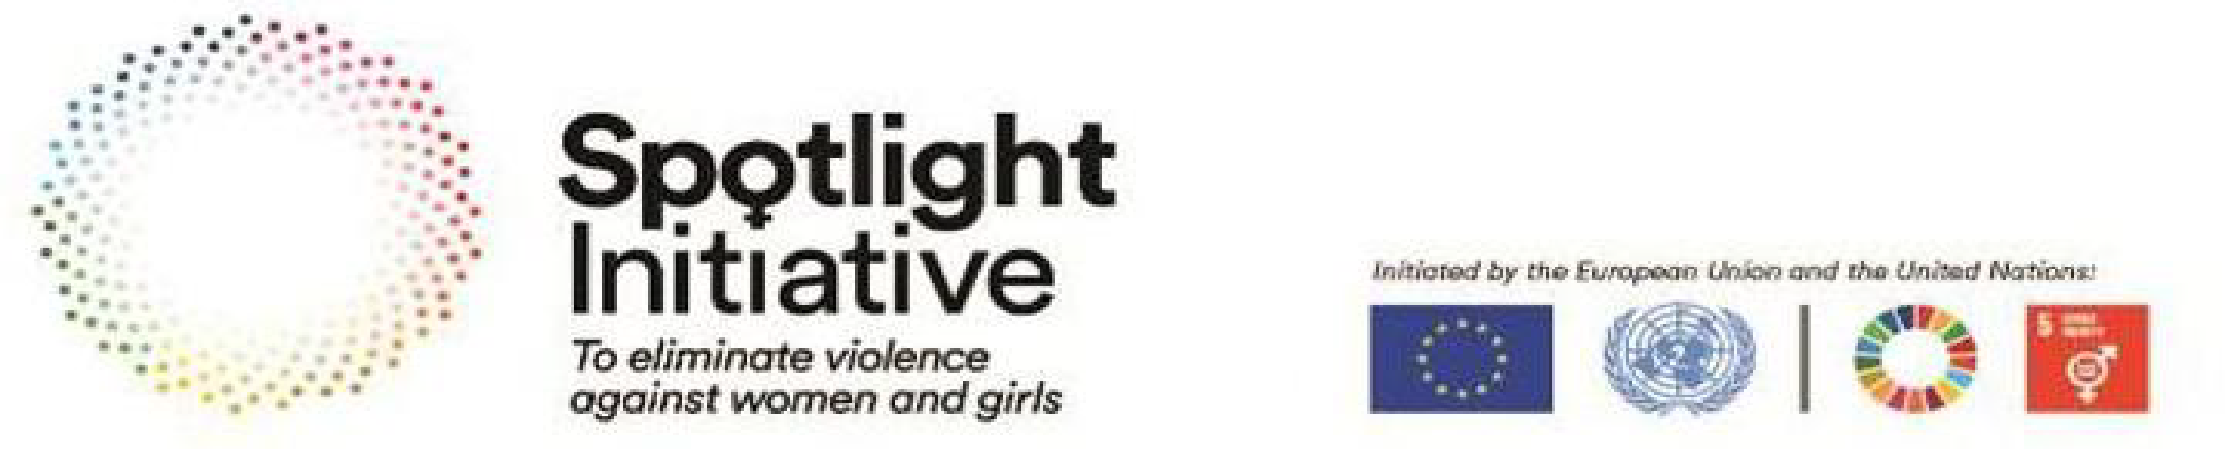 Spotlight
Initiative
To eliminate violence
against women and girls
Initiated by the European Union and the United Nations:
5